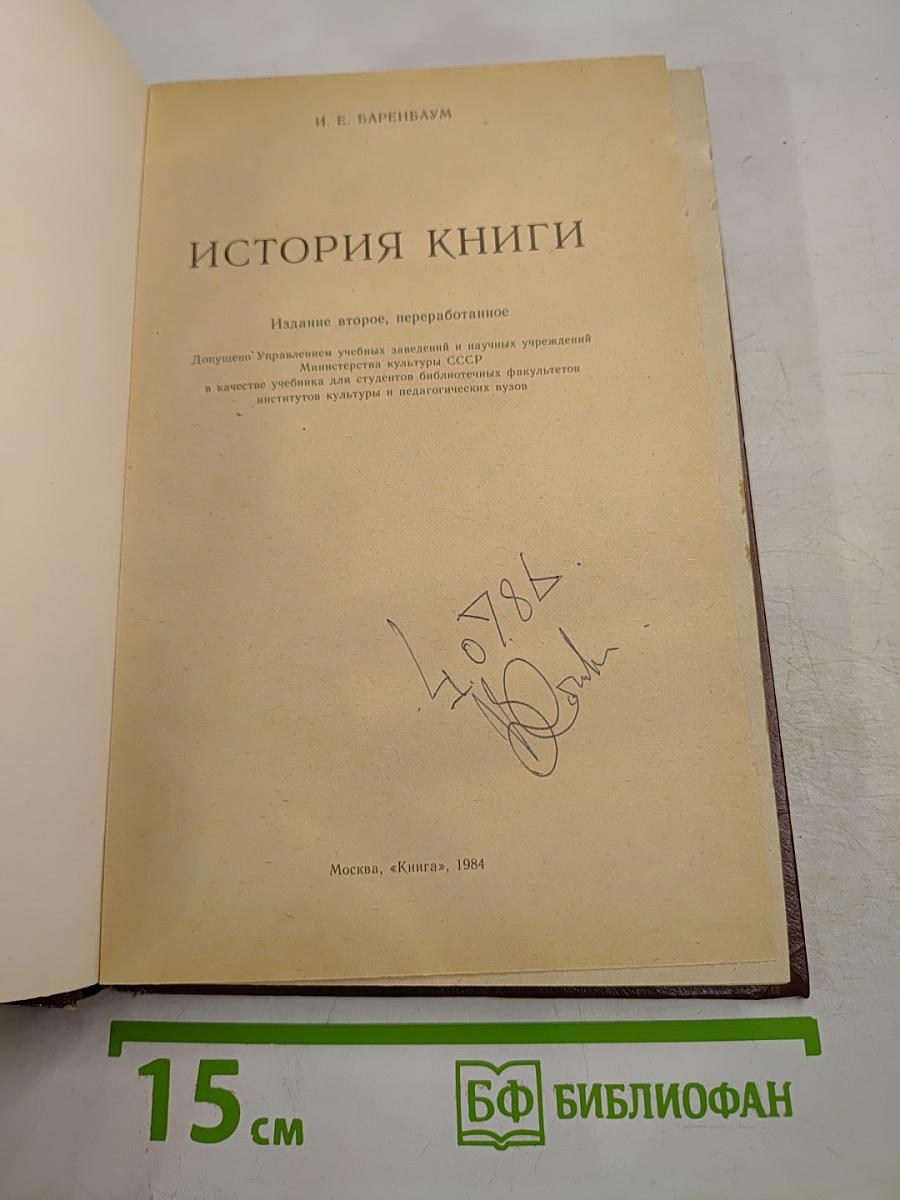 И. Е. БАРЕНБАУМ
ИСТОРИЯ КНИГИ
Издание второе, переработанное
Допущено Управлением учебных заведений и научных учреждений
Министерства культуры СССР
в качестве учебника для студентов библиотечных факультетов
институтов культуры и педагогических вузов
Москва, «Книга», 1984
15 см
БФ БИБЛИОФАН